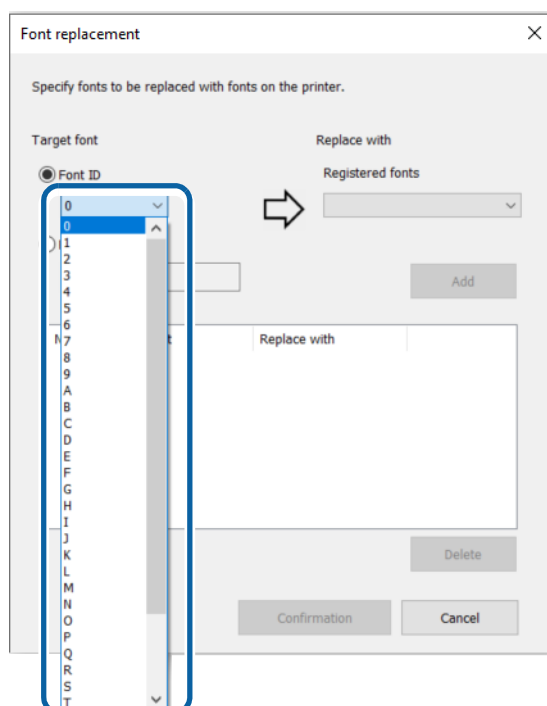 Font replacement
Specify fonts to be replaced with fonts on the printer.
Target font
Replace with
Font ID
Registered fonts
0
0
1
2
3
4
5
6
7
8
9
A
B
C
D
E
F
G
H
I
J
K
L
M
N
O
P
Q
R
S
T
Add
Replace with
Delete
Confirmation
Cancel